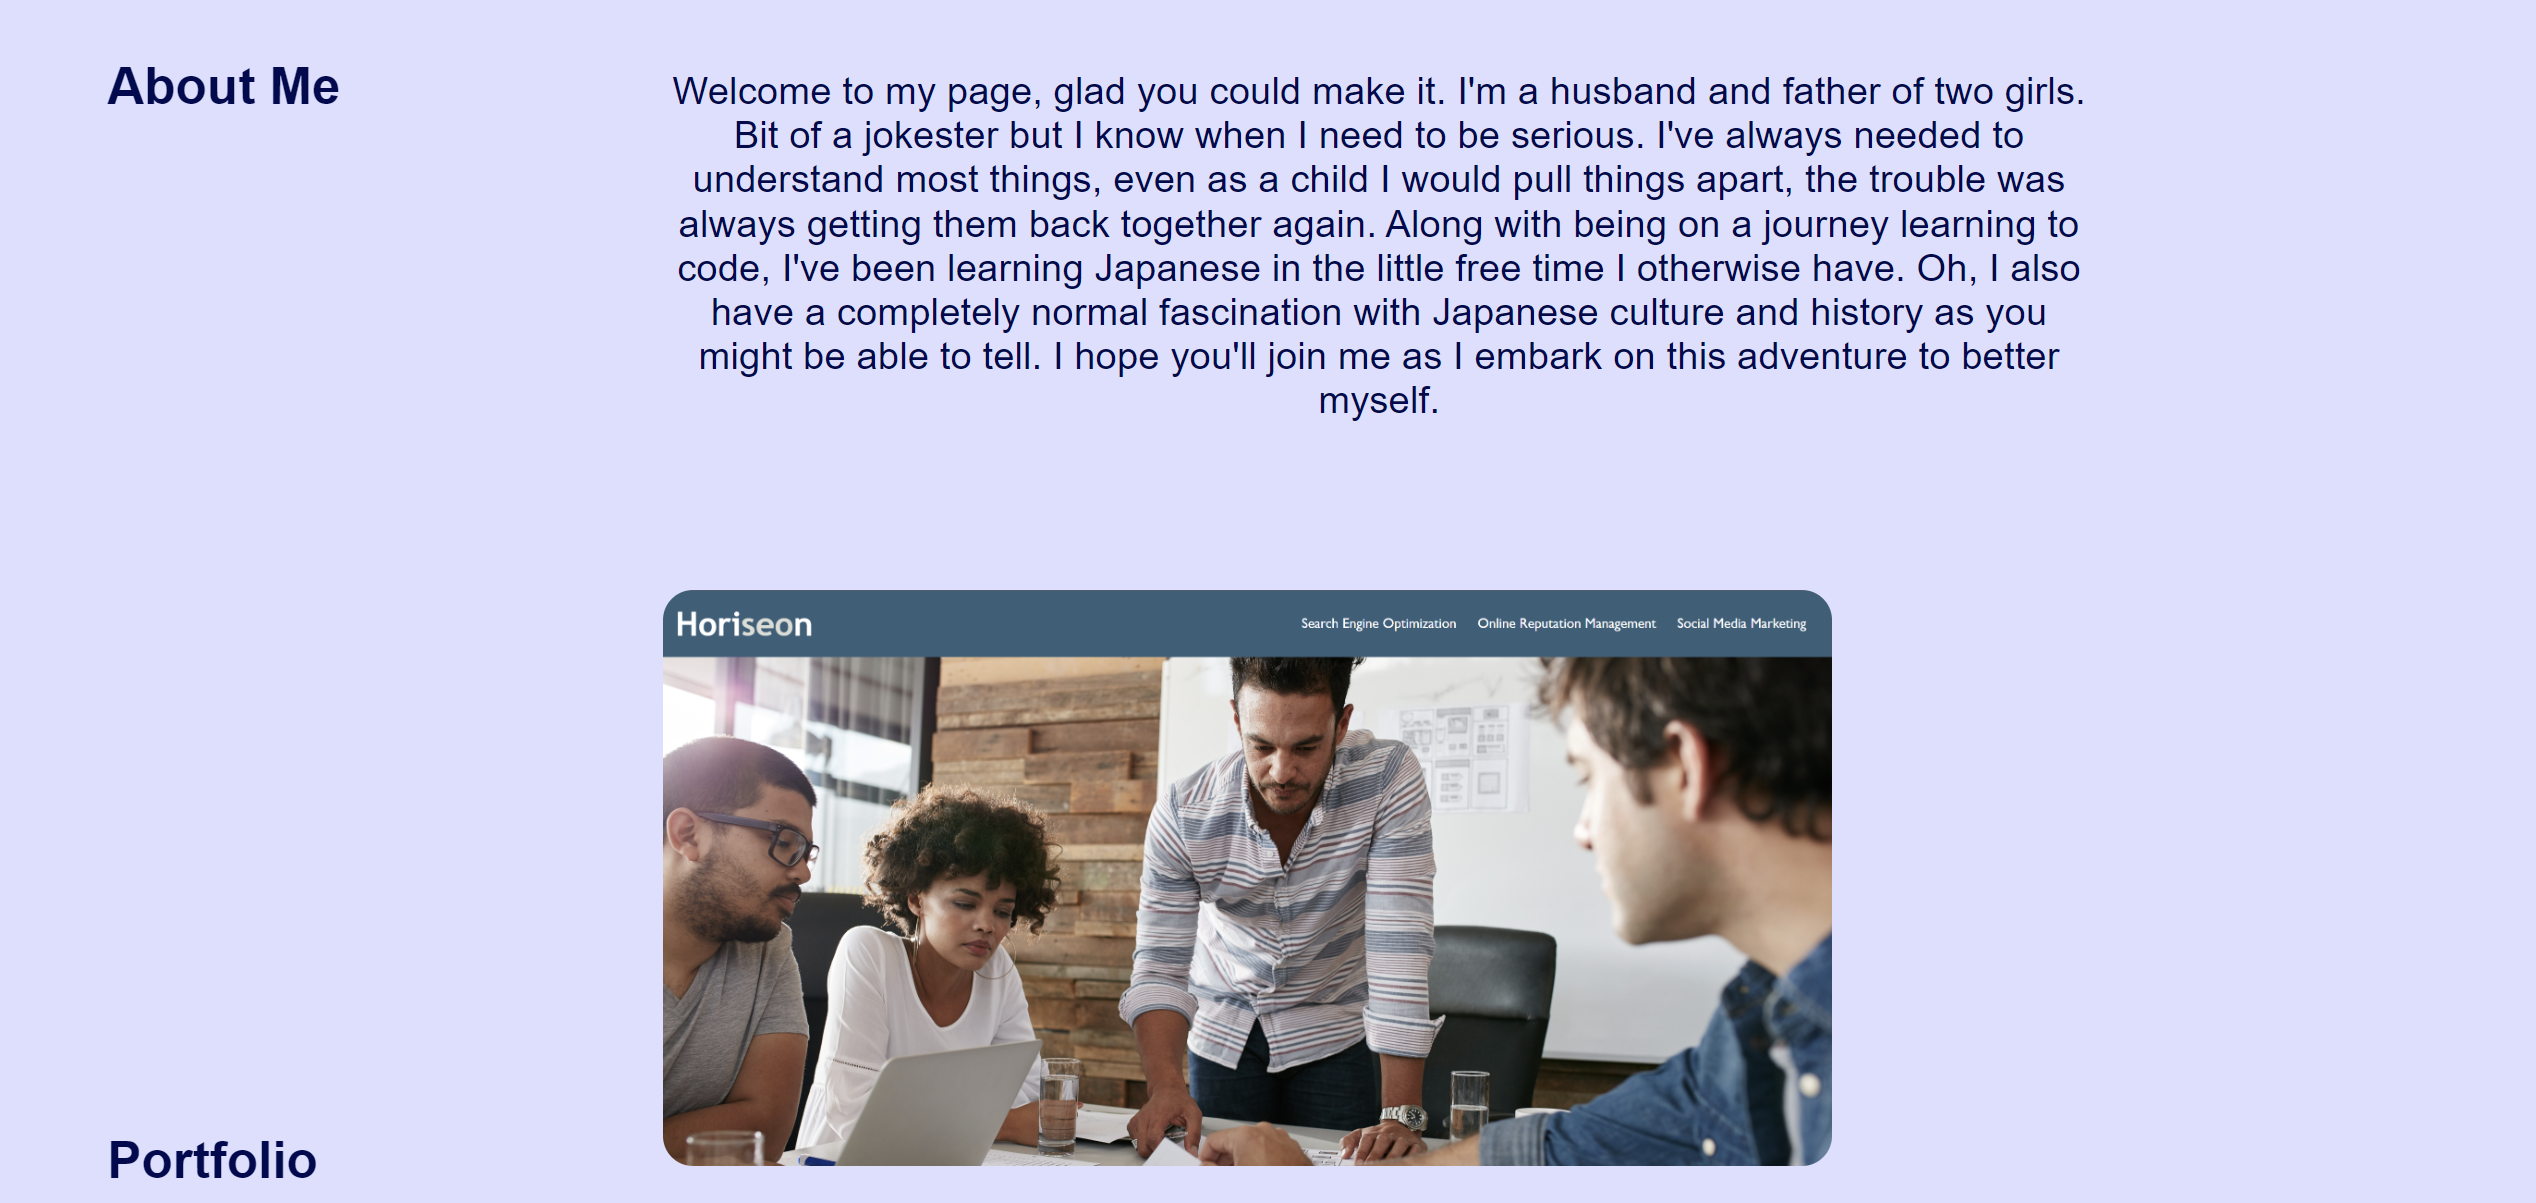 About Me
Welcome to my page, glad you could make it. I'm a husband and father of two girls.
Bit of a jokester but I know when I need to be serious. I've always needed to
understand most things, even as a child I would pull things apart, the trouble was
always getting them back together again. Along with being on a journey learning to
code, I've been learning Japanese in the little free time I otherwise have. Oh, I also
have a completely normal fascination with Japanese culture and history as you
might be able to tell. I hope you'll join me as I embark on this adventure to better
myself.
Horiseon
Search Engine Optimization Online Reputation Management Social Media Marketing
Portfolio